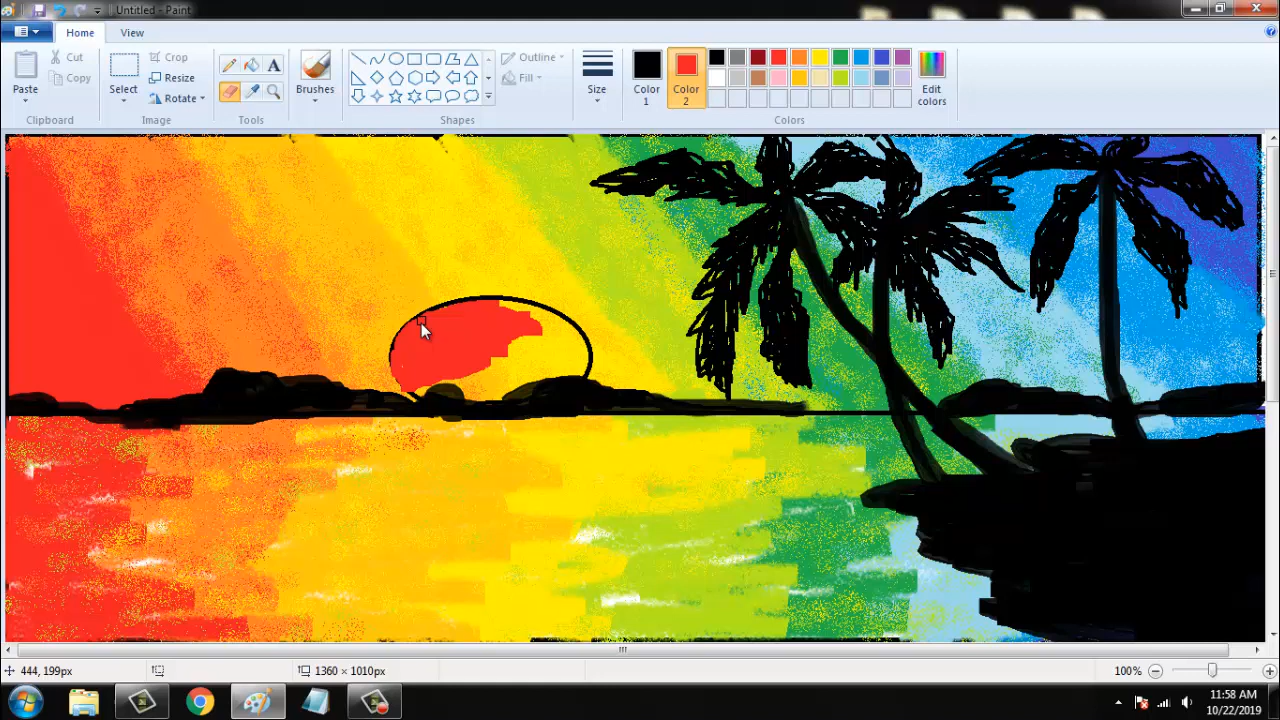 Untitled - Paint
Home View
Paste
Cut
Copy
Clipboard
Select
Crop
Resize
Rotate
Image
A
Tools
Brushes
Shapes
Outline
Fill
Size
Color 1
Color 2
Edit colors
Colors
444, 199px
1360 × 1010px
100%
11:58 AM
10/22/2019